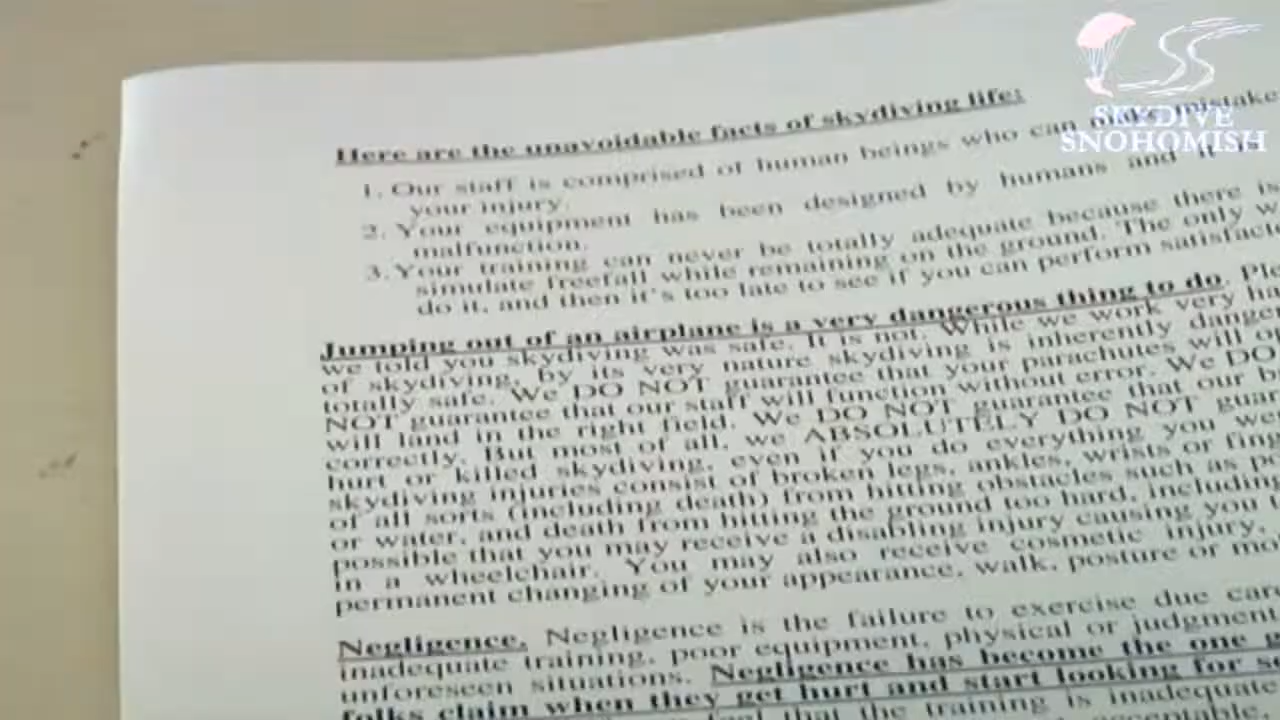 SKYDIVE
SNOHOMISH
Here are the unavoidable facts of skydiving life:
1. Our staff is comprised of human beings who can make mistake
your injury.
2. Your equipment has been designed by humans and it
malfunction.
3. Your training can never be totally adequate because there is
simulate freefall while remaining on the ground. The only w
do it, and then it's too late to see if you can perform satisfacto
Jumping out of an airplane is a very dangerous thing to do. Ple
we told you skydiving was safe. It is not. While we work very ha
of skydiving, by its very nature skydiving is inherently danger
totally safe. We DO NOT guarantee that your parachutes will o
NOT guarantee that our staff will function without error. We DO
will land in the right field. We DO NOT guarantee that our b
correctly. But most of all, we ABSOLUTELY DO NOT guar
hurt or killed skydiving, even if you do everything you we
skydiving injuries consist of broken legs, ankles, wrists or fing
of all sorts (including death) from hitting obstacles such as po
or water, and death from hitting the ground too hard, including
possible that you may receive a disabling injury causing you t
in a wheelchair. You may also receive cosmetic injury,
permanent changing of your appearance, walk, posture or mo
Negligence. Negligence is the failure to exercise due care
inadequate training, poor equipment, physical or judgment
unforeseen situations. Negligence has become the one g
folks claim when they get hurt and start looking for so
that the training is inadequate